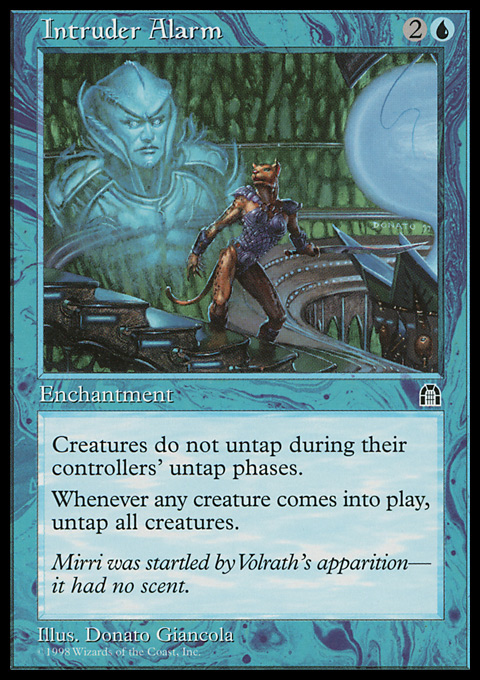 Intruder Alarm 2
DONATO
Enchantment
Creatures do not untap during their
controllers' untap phases.
Whenever any creature comes into play,
untap all creatures.
Mirri was startled by Volrath's apparition—
it had no scent.
Illus. Donato Giancola
©1998 Wizards of the Coast, Inc.